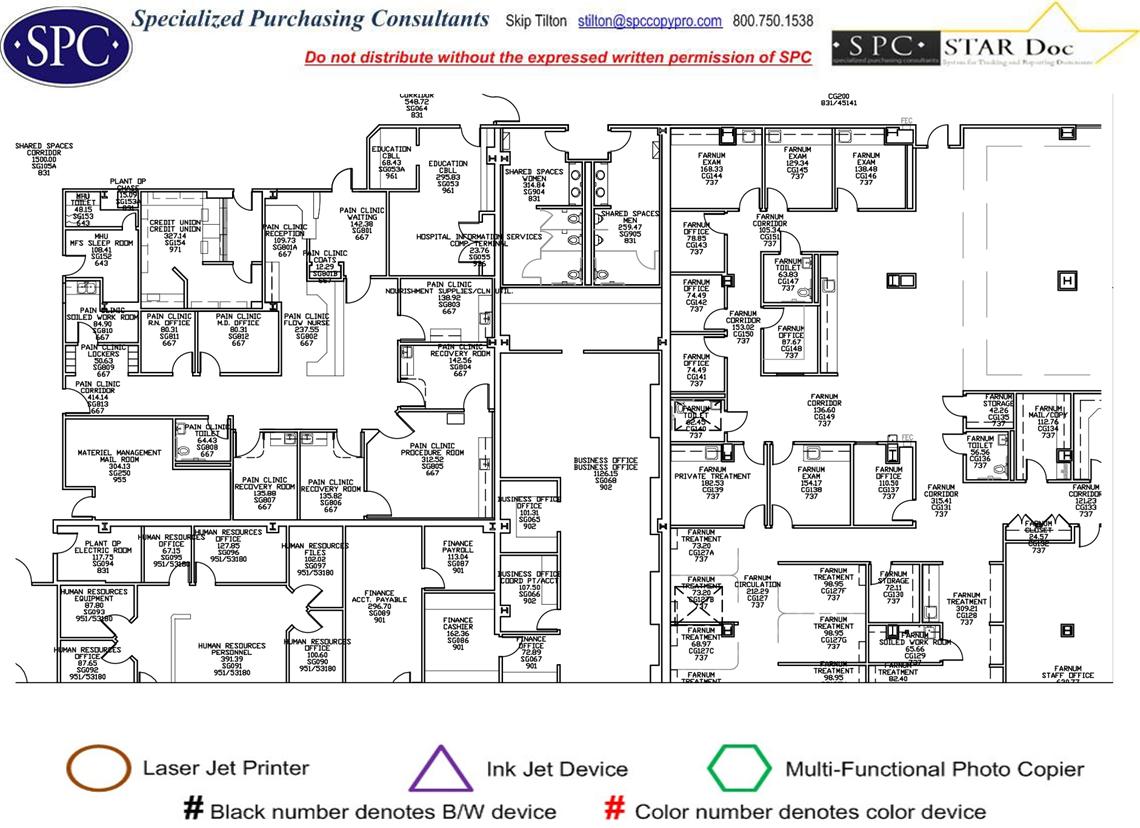 SPC
Specialized Purchasing Consultants Skip Tilton stilton@spccopypro.com 800.750.1538
Do not distribute without the expressed written permission of SPC
SPC STAR Doc
specialized purchasing consultants System for Tracking and Reporting Documents
CORRIDOR
548.72
SG064
831
CG200
831/45141
FEC
SHARED SPACES
CORRIDOR
1500.00
SG105A
831
EDUCATION
CBLL
68.43
SG053A
961
EDUCATION
CBLL
295.83
SG053
961
SHARED SPACES
WOMEN
314.84
SG904
831
SHARED SPACES
MEN
259.47
SG905
831
FARNUM
EXAM
168.33
CG144
737
FARNUM
EXAM
129.34
CG145
737
FARNUM
EXAM
138.48
CG146
737
PLANT OP
CHASE
15.09
SG153A
831
MHU
TOILET
48.15
SG153
643
MHU
MFS SLEEP ROOM
108.41
SG152
643
CREDIT UNION
CREDIT UNION
327.14
SG154
971
PAIN CLINIC
RECEPTION
109.73
SG801A
667
PAIN CLINIC
WAITING
142.38
SG801
667
PAIN CLINIC
COATS
12.29
SG801B
667
HOSPITAL INFORMATION SERVICES
COMP. TERMINAL
23.76
SG055
FARNUM
OFFICE
78.85
CG143
737
FARNUM
CORRIDOR
105.34
CG151
737
FARNUM
TOILET
63.83
CG147
737
FARNUM
OFFICE
74.49
CG142
737
FARNUM
CORRIDOR
153.02
CG150
737
FARNUM
OFFICE
87.67
CG148
737
FARNUM
OFFICE
74.49
CG141
737
PAIN CLINIC
NOURISHMENT SUPPLIES/CLN UTIL.
138.92
SG803
667
PAIN CLINIC
SOILED WORK ROOM
84.90
SG810
667
PAIN CLINIC
R.N. OFFICE
80.31
SG811
667
PAIN CLINIC
M.D. OFFICE
80.31
SG812
667
PAIN CLINIC
FLOW NURSE
237.55
SG802
667
PAIN CLINIC
RECOVERY ROOM
142.56
SG804
667
PAIN CLINIC
LOCKERS
50.63
SG809
667
PAIN CLINIC
CORRIDOR
414.14
SG813
667
FARNUM
TOILET
62.45
CG140
737
FARNUM
CORRIDOR
136.60
CG149
737
FARNUM
STORAGE
42.26
CG135
737
FARNUM
MAIL/COPY
112.76
CG134
737
MATERIEL MANAGEMENT
MAIL ROOM
304.13
SG250
955
PAIN CLINIC
TOILET
64.43
SG808
667
PAIN CLINIC
PROCEDURE ROOM
312.52
SG805
667
BUSINESS OFFICE
BUSINESS OFFICE
1126.15
SG068
902
FARNUM
PRIVATE TREATMENT
182.53
CG139
737
FARNUM
EXAM
154.17
CG138
737
FEC
FARNUM
OFFICE
110.50
CG137
737
FARNUM
TOILET
56.56
CG136
737
FARNUM
CORRIDOR
315.41
CG131
737
FARNUM
CORRIDOR
121.23
CG133
737
PAIN CLINIC
RECOVERY ROOM
135.88
SG807
667
PAIN CLINIC
RECOVERY ROOM
135.82
SG806
667
BUSINESS OFFICE
OFFICE
101.31
SG065
902
FARNUM
CLOSET
24.57
CG132
737
PLANT OP
ELECTRIC ROOM
117.75
SG094
831
HUMAN RESOURCES
OFFICE
67.15
SG095
951/53180
HUMAN RESOURCES
OFFICE
127.85
SG096
951/53180
HUMAN RESOURCES
FILES
102.02
SG097
951/53180
FINANCE
PAYROLL
113.04
SG087
901
BUSINESS OFFICE
COORD PT/ACCT
107.50
SG066
902
FARNUM
TREATMENT
73.20
CG127A
737
FARNUM
TREATMENT
73.20
CG127B
737
FARNUM
CIRCULATION
212.29
CG127
737
FARNUM
TREATMENT
98.95
CG127F
737
FARNUM
STORAGE
72.11
CG130
737
FARNUM
TREATMENT
309.21
CG128
737
HUMAN RESOURCES
EQUIPMENT
87.80
SG093
951/53180
FINANCE
ACCT. PAYABLE
296.70
SG089
901
FINANCE
CASHIER
162.36
SG086
901
FINANCE
OFFICE
72.89
SG067
901
HUMAN RESOURCES
OFFICE
87.65
SG092
951/53180
HUMAN RESOURCES
PERSONNEL
391.39
SG091
951/53180
HUMAN RESOURCES
OFFICE
100.60
SG090
951/53180
FARNUM
TREATMENT
68.97
CG127C
737
FARNUM
TREATMENT
98.95
CG127G
737
FARNUM
SOILED WORK ROOM
65.66
CG129
737
FARNUM
TREATMENT
FARNUM
TREATMENT
98.95
FARNUM
TREATMENT
82.40
FARNUM
STAFF OFFICE
Laser Jet Printer
Ink Jet Device
Multi-Functional Photo Copier
# Black number denotes B/W device
# Color number denotes color device